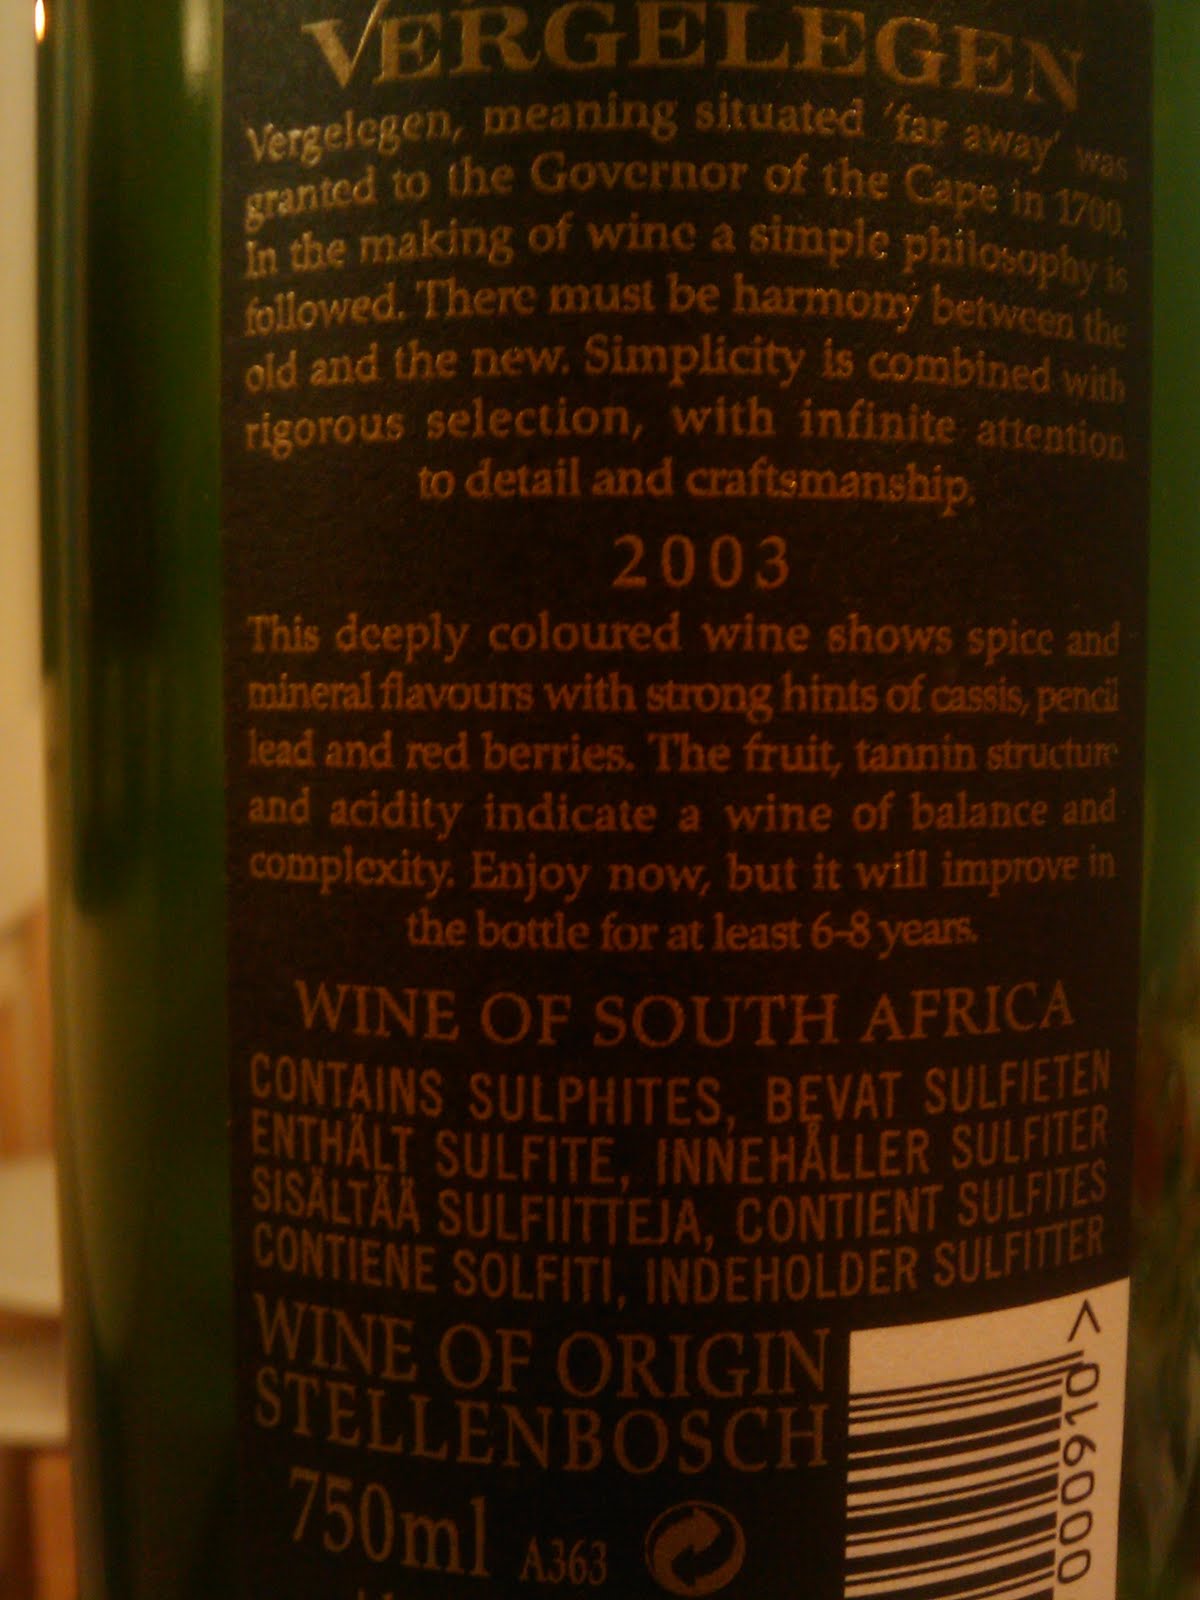 VERGELEGEN
Vergelegen, meaning situated 'far away' was
granted to the Governor of the Cape in 1700.
In the making of wine a simple philosophy is
followed. There must be harmony between the
old and the new. Simplicity is combined with
rigorous selection, with infinite attention
to detail and craftsmanship.
2003
This deeply coloured wine shows spice and
mineral flavours with strong hints of cassis, pencil
lead and red berries. The fruit, tannin structure
and acidity indicate a wine of balance and
complexity. Enjoy now, but it will improve in
the bottle for at least 6-8 years.
WINE OF SOUTH AFRICA
CONTAINS SULPHITES, BEVAT SULFIETEN
ENTHÄLT SULFITE, INNEHÅLLER SULFITER
SISÄLTÄÄ SULFIITTEJA, CONTIENT SULFITES
CONTIENE SOLFITI, INDEHOLDER SULFITTER
WINE OF ORIGIN
STELLENBOSCH
750ml A363
000910>